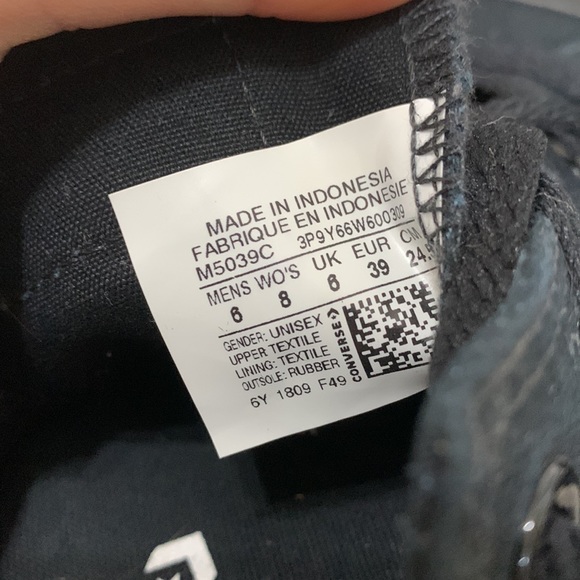 MADE IN INDONESIA
FABRIQUE EN INDONESIE
M5039C 3P9Y66W600309
MENS WO'S UK EUR CM
6 8 6 39 24.5
GENDER: UNISEX
UPPER TEXTILE
LINING: TEXTILE
OUTSOLE: RUBBER
6Y 1809 F49
CONVERSE